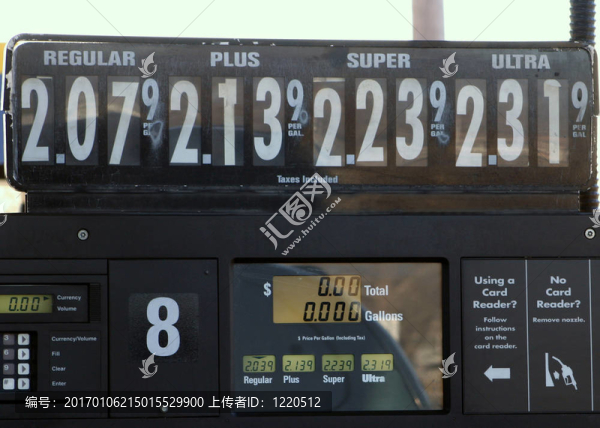 REGULAR PLUS SUPER ULTRA
2.07 9 PER GAL. 2.13 9 PER GAL. 2.23 9 PER GAL. 2.31 9 PER GAL.
Taxes Included
汇图网
www.huitu.com
$ 0.00 Total
0.000 Gallons
$ Price Per Gallon (Including Tax)
2.079 2.139 2.239 2.319
Regular Plus Super Ultra
0.00 Currency
Volume
Currency/Volume
Fill
Clear
Enter
8
Using a
Card
Reader?
Follow
instructions
on the
card reader.
No
Card
Reader?
Remove nozzle.
编号：20170106215015529900 上传者ID：1220512